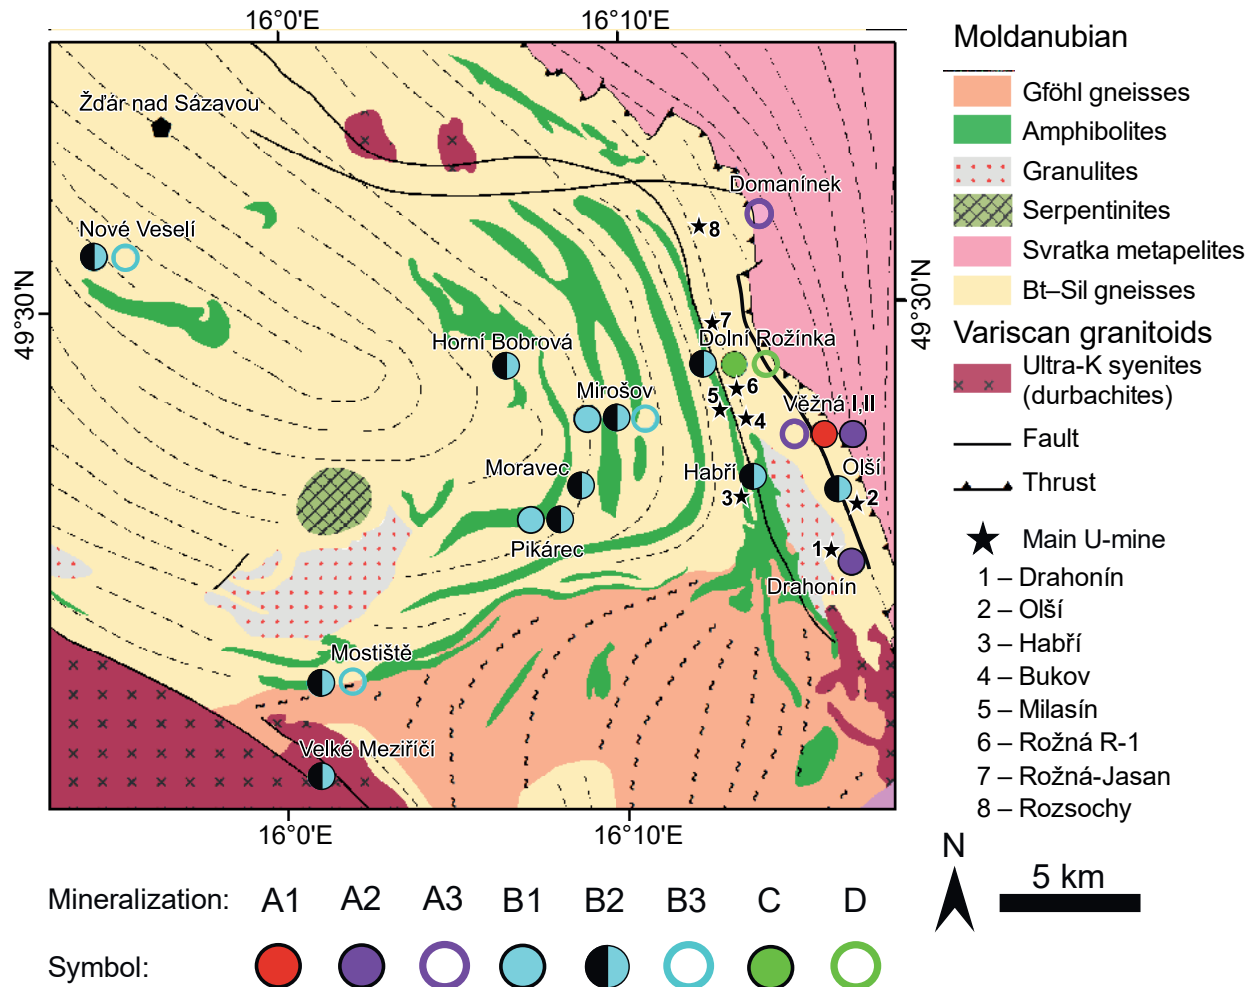 16°0'E
16°10'E
Moldanubian
Gföhl gneisses
Amphibolites
Granulites
Serpentinites
Svratka metapelites
Bt–Sil gneisses
Variscan granitoids
Ultra-K syenites
(durbachites)
Fault
Thrust
Main U-mine
1 – Drahonín
2 – Olší
3 – Habří
4 – Bukov
5 – Milasín
6 – Rožná R-1
7 – Rožná-Jasan
8 – Rozsochy
N
5 km
Žďár nad Sázavou
Domanínek
8
Nové Veselí
49°30'N
49°30'N
7
Horní Bobrová
Dolní Rožínka
Mirošov
6
5
4
Věžná I,II
Moravec
Habří
Olší
3
2
Pikárec
1
Drahonín
Mostiště
Velké Meziříčí
16°0'E
16°10'E
Mineralization: A1 A2 A3 B1 B2 B3 C D
Symbol: